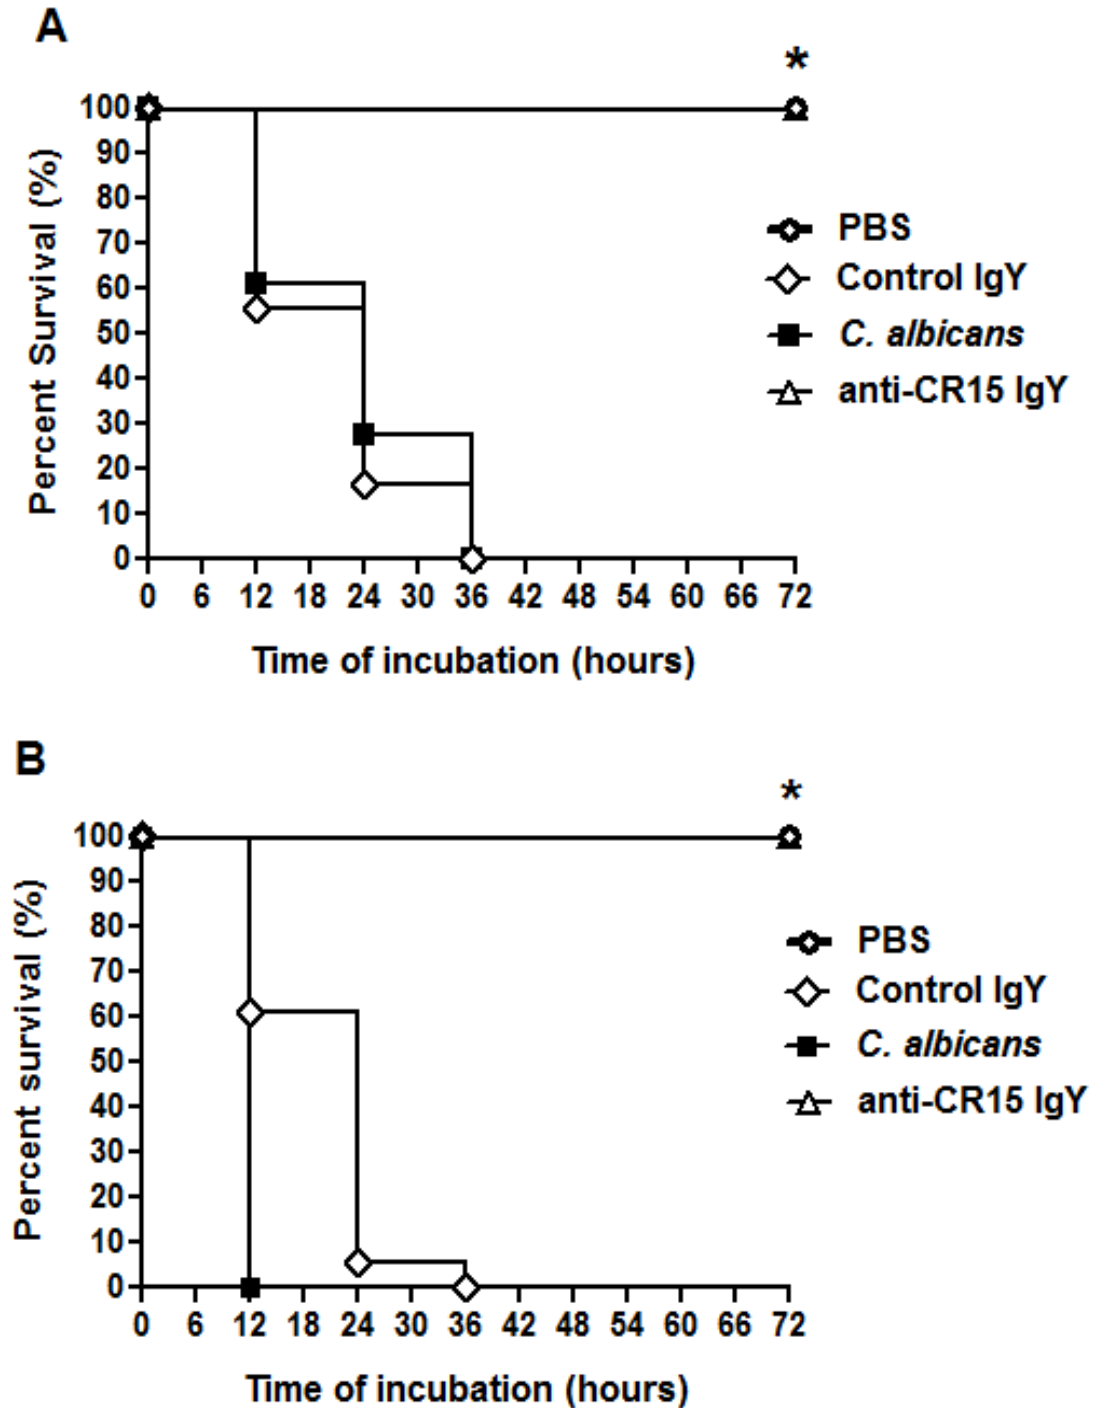 A
*
Percent Survival (%)
100
90
80
70
60
50
40
30
20
10
0
0 6 12 18 24 30 36 42 48 54 60 66 72
Time of incubation (hours)
PBS
Control IgY
C. albicans
anti-CR15 IgY
B
*
Percent survival (%)
100
90
80
70
60
50
40
30
20
10
0
0 6 12 18 24 30 36 42 48 54 60 66 72
Time of incubation (hours)
PBS
Control IgY
C. albicans
anti-CR15 IgY